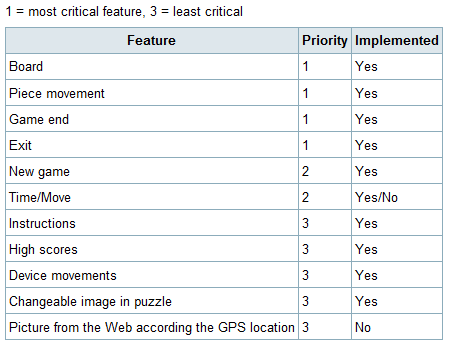 1 = most critical feature, 3 = least critical
Feature Priority Implemented
Board 1 Yes
Piece movement 1 Yes
Game end 1 Yes
Exit 1 Yes
New game 2 Yes
Time/Move 2 Yes/No
Instructions 3 Yes
High scores 3 Yes
Device movements 3 Yes
Changeable image in puzzle 3 Yes
Picture from the Web according the GPS location 3 No